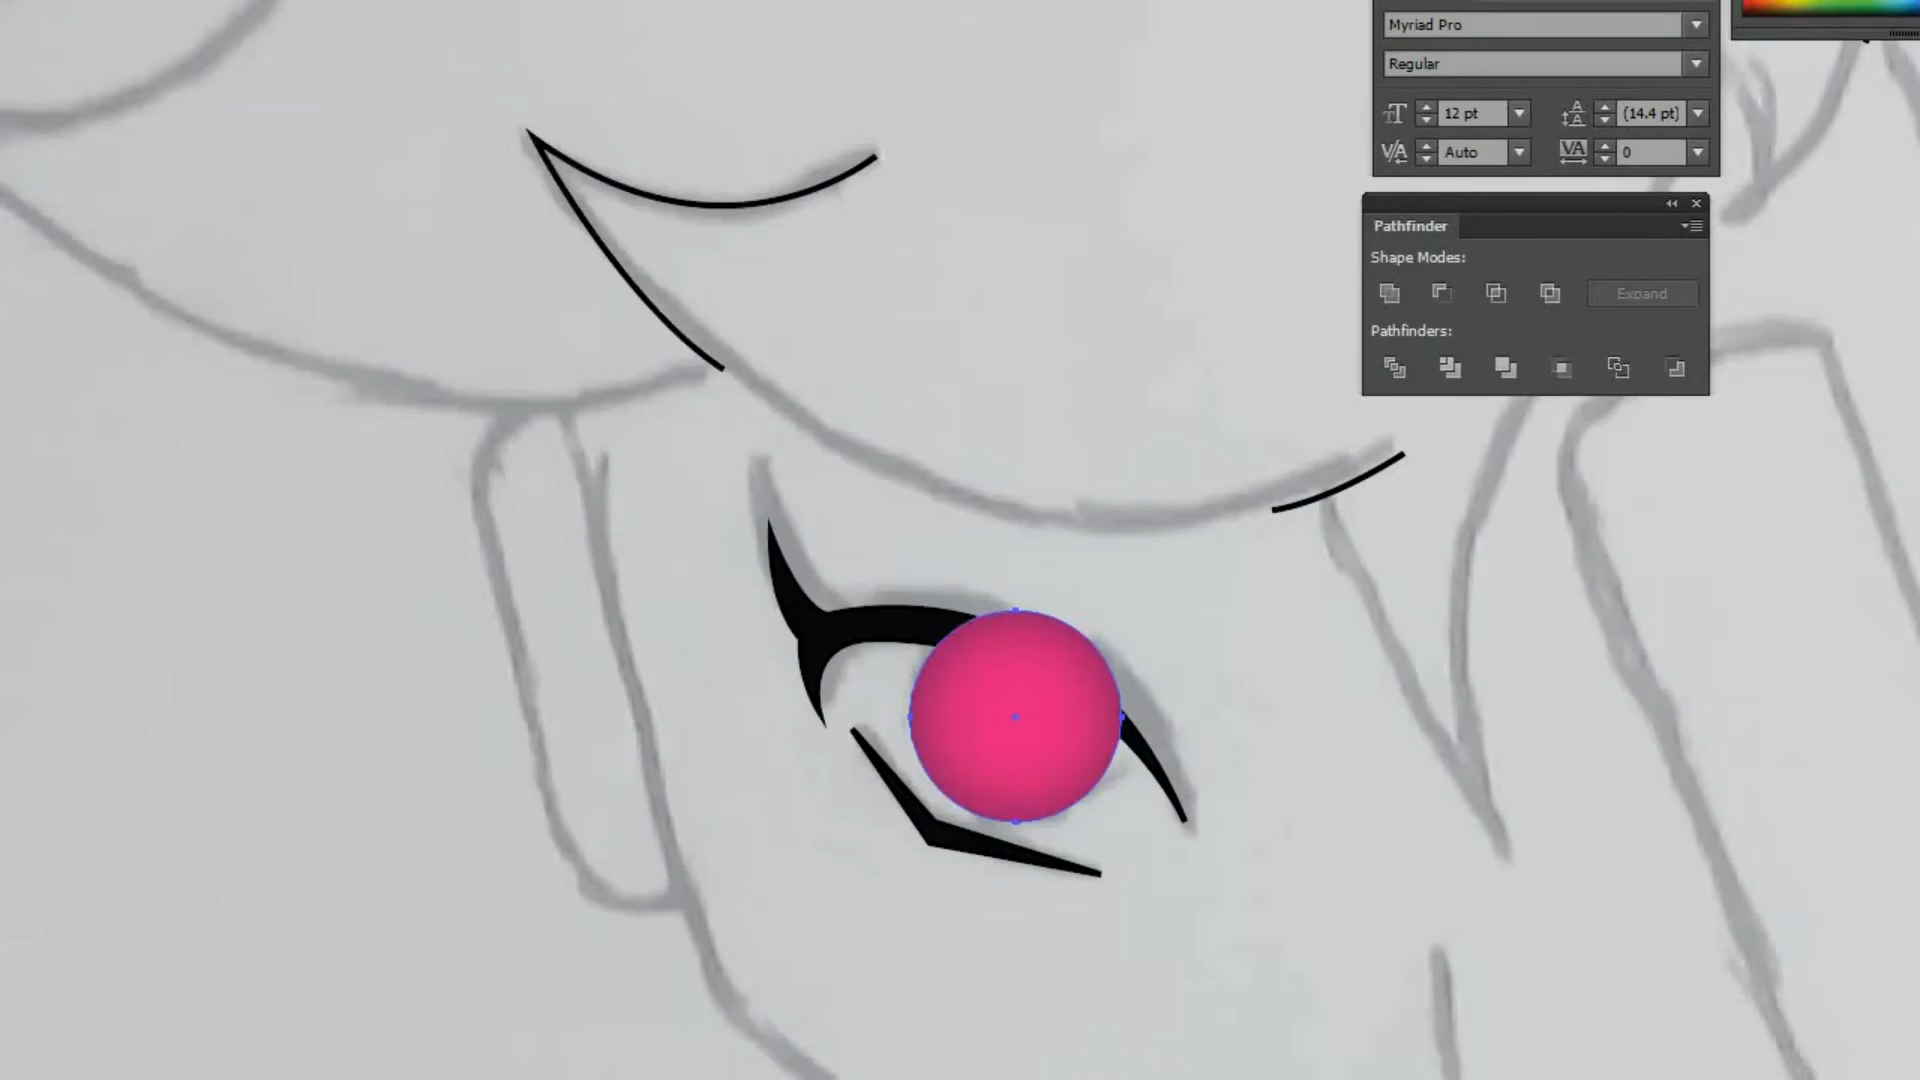 Myriad Pro
Regular
12 pt
(14.4 pt)
Auto
0
Pathfinder
Shape Modes:
Expand
Pathfinders: